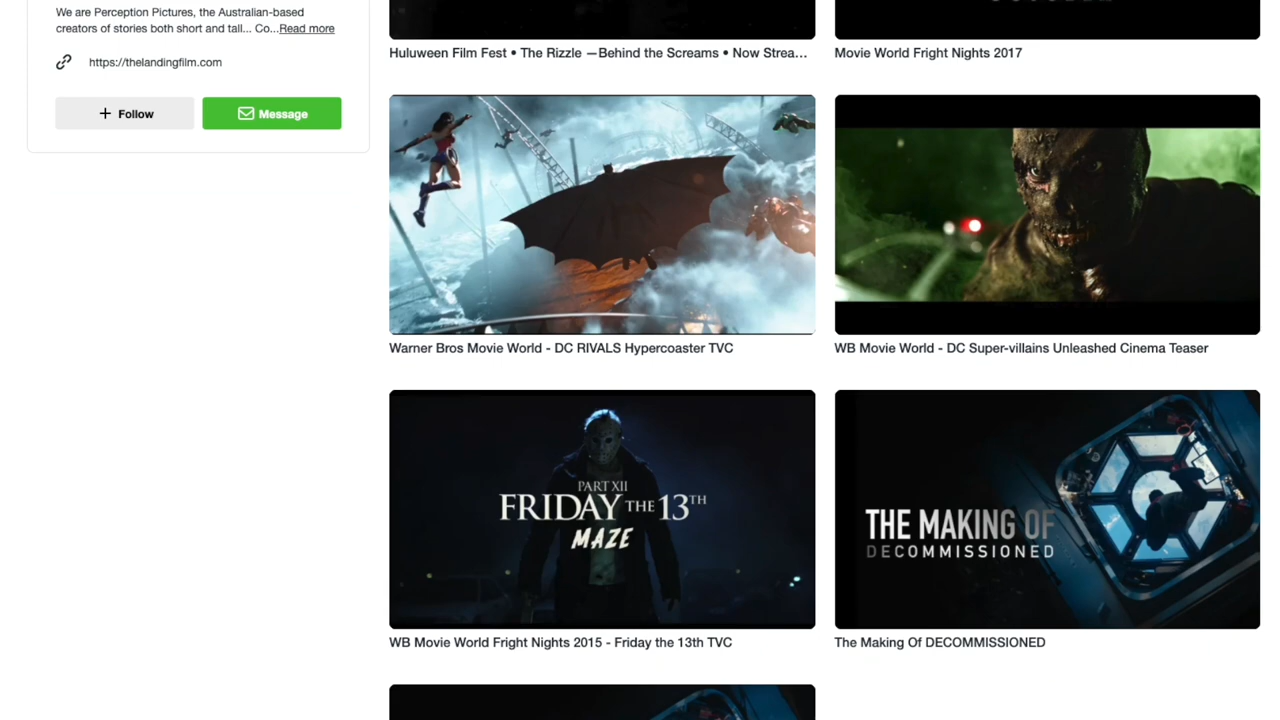 We are Perception Pictures, the Australian-based
creators of stories both short and tall... Co...Read more
https://thelandingfilm.com
Follow
Message
Huluween Film Fest • The Rizzle —Behind the Screams • Now Strea...
Movie World Fright Nights 2017
Warner Bros Movie World - DC RIVALS Hypercoaster TVC
WB Movie World - DC Super-villains Unleashed Cinema Teaser
PART XII
FRIDAY THE 13TH
MAZE
THE MAKING OF
DECOMMISSIONED
WB Movie World Fright Nights 2015 - Friday the 13th TVC
The Making Of DECOMMISSIONED